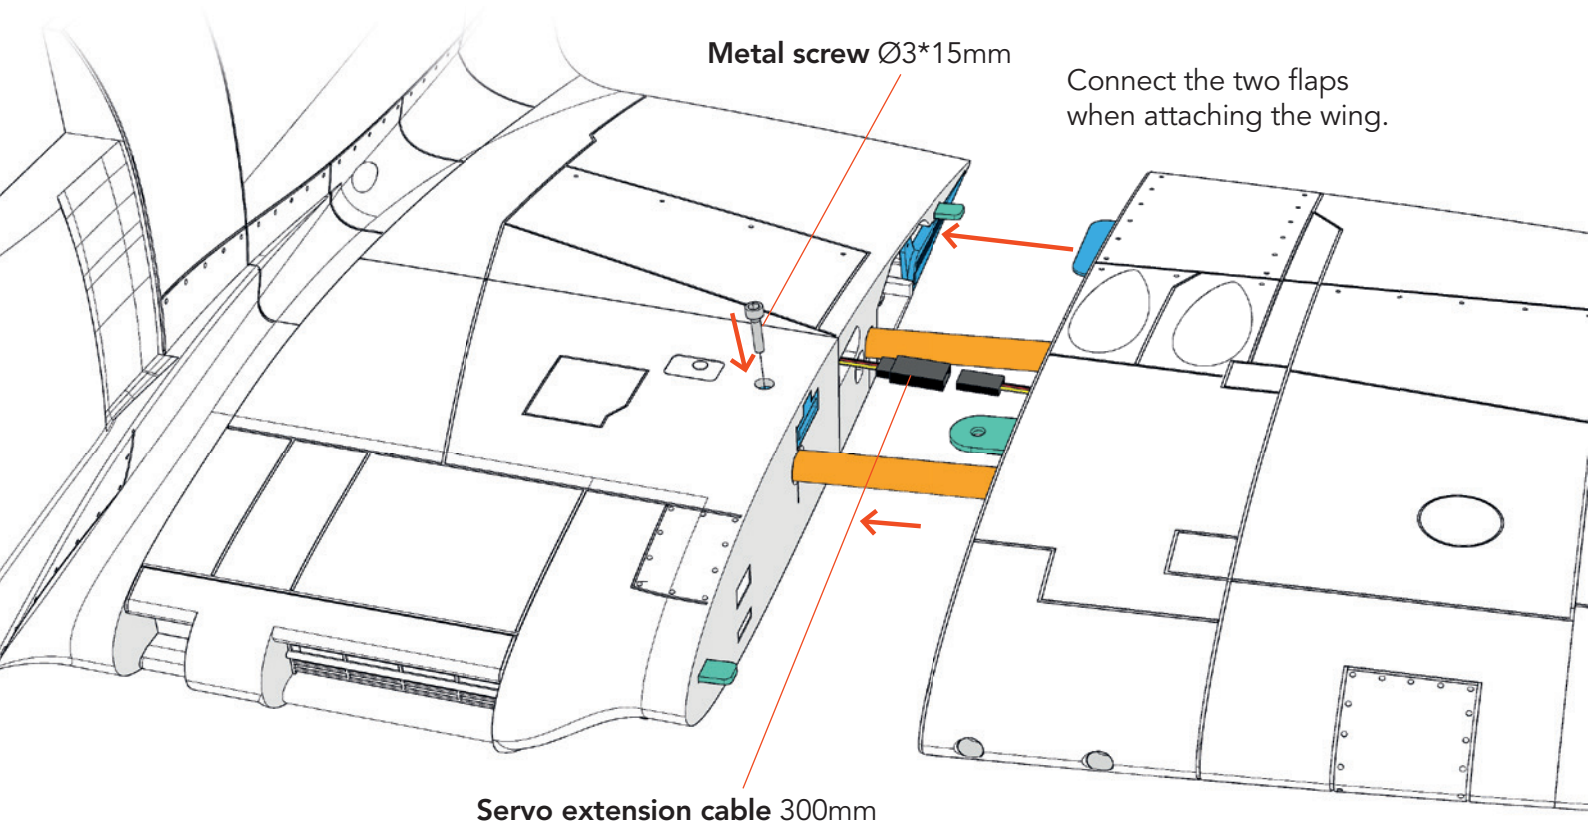 Metal screw Ø3*15mm
Connect the two flaps
when attaching the wing.
Servo extension cable 300mm